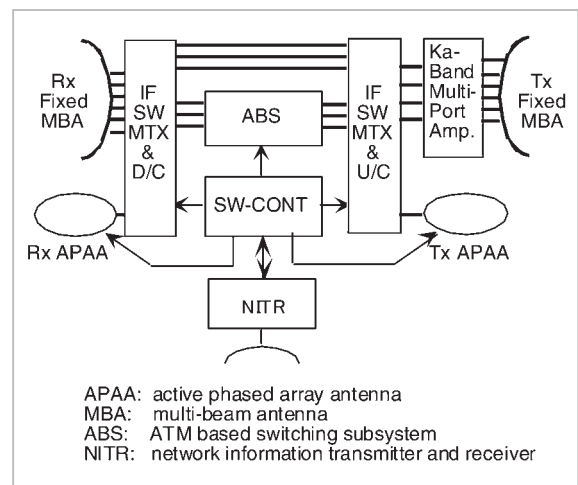 Rx
Fixed
MBA
IF
SW
MTX
&
D/C
ABS
SW-CONT
NITR
IF
SW
MTX
&
U/C
Ka-
Band
Multi-
Port
Amp.
Tx
Fixed
MBA
Rx APAA
Tx APAA
APAA: active phased array antenna
MBA: multi-beam antenna
ABS: ATM based switching subsystem
NITR: network information transmitter and receiver